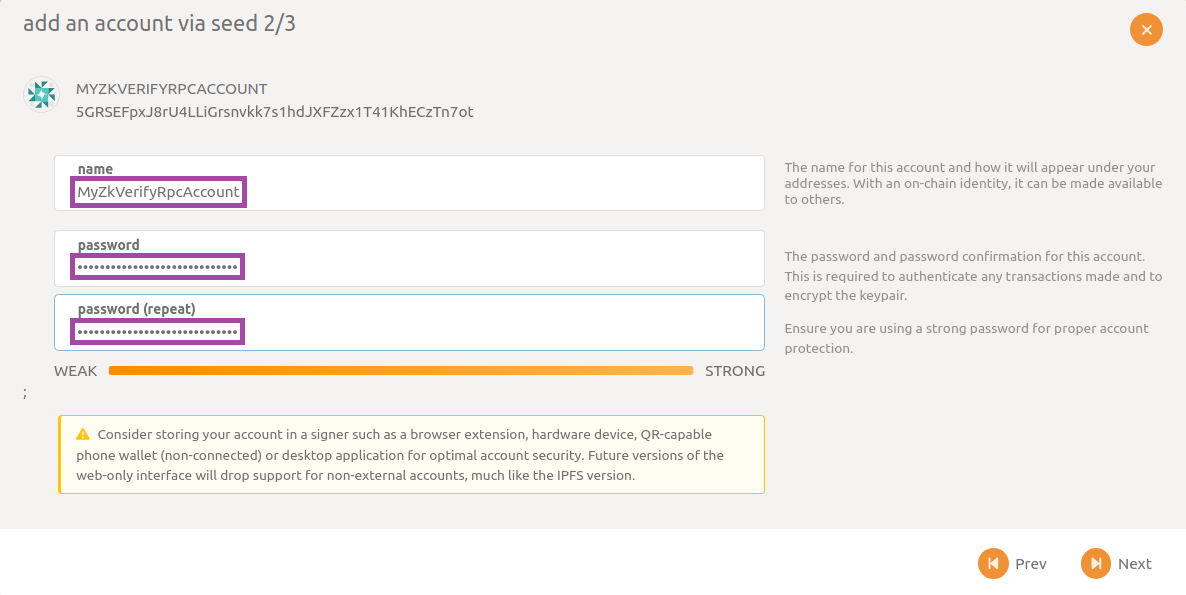 add an account via seed 2/3
MYZKVERIFYRPCACCOUNT
5GRSEFpxJ8rU4LLiGrsnvkk7s1hdJXFZzx1T41KhECzTn7ot
name
MyZkVerifyRpcAccount
The name for this account and how it will appear under your
addresses. With an on-chain identity, it can be made available
to others.
password
•••••••••••••••••••••••••••••
The password and password confirmation for this account.
This is required to authenticate any transactions made and to
encrypt the keypair.
password (repeat)
•••••••••••••••••••••••••••••
Ensure you are using a strong password for proper account
protection.
WEAK STRONG
;
Consider storing your account in a signer such as a browser extension, hardware device, QR-capable
phone wallet (non-connected) or desktop application for optimal account security. Future versions of the
web-only interface will drop support for non-external accounts, much like the IPFS version.
Prev Next